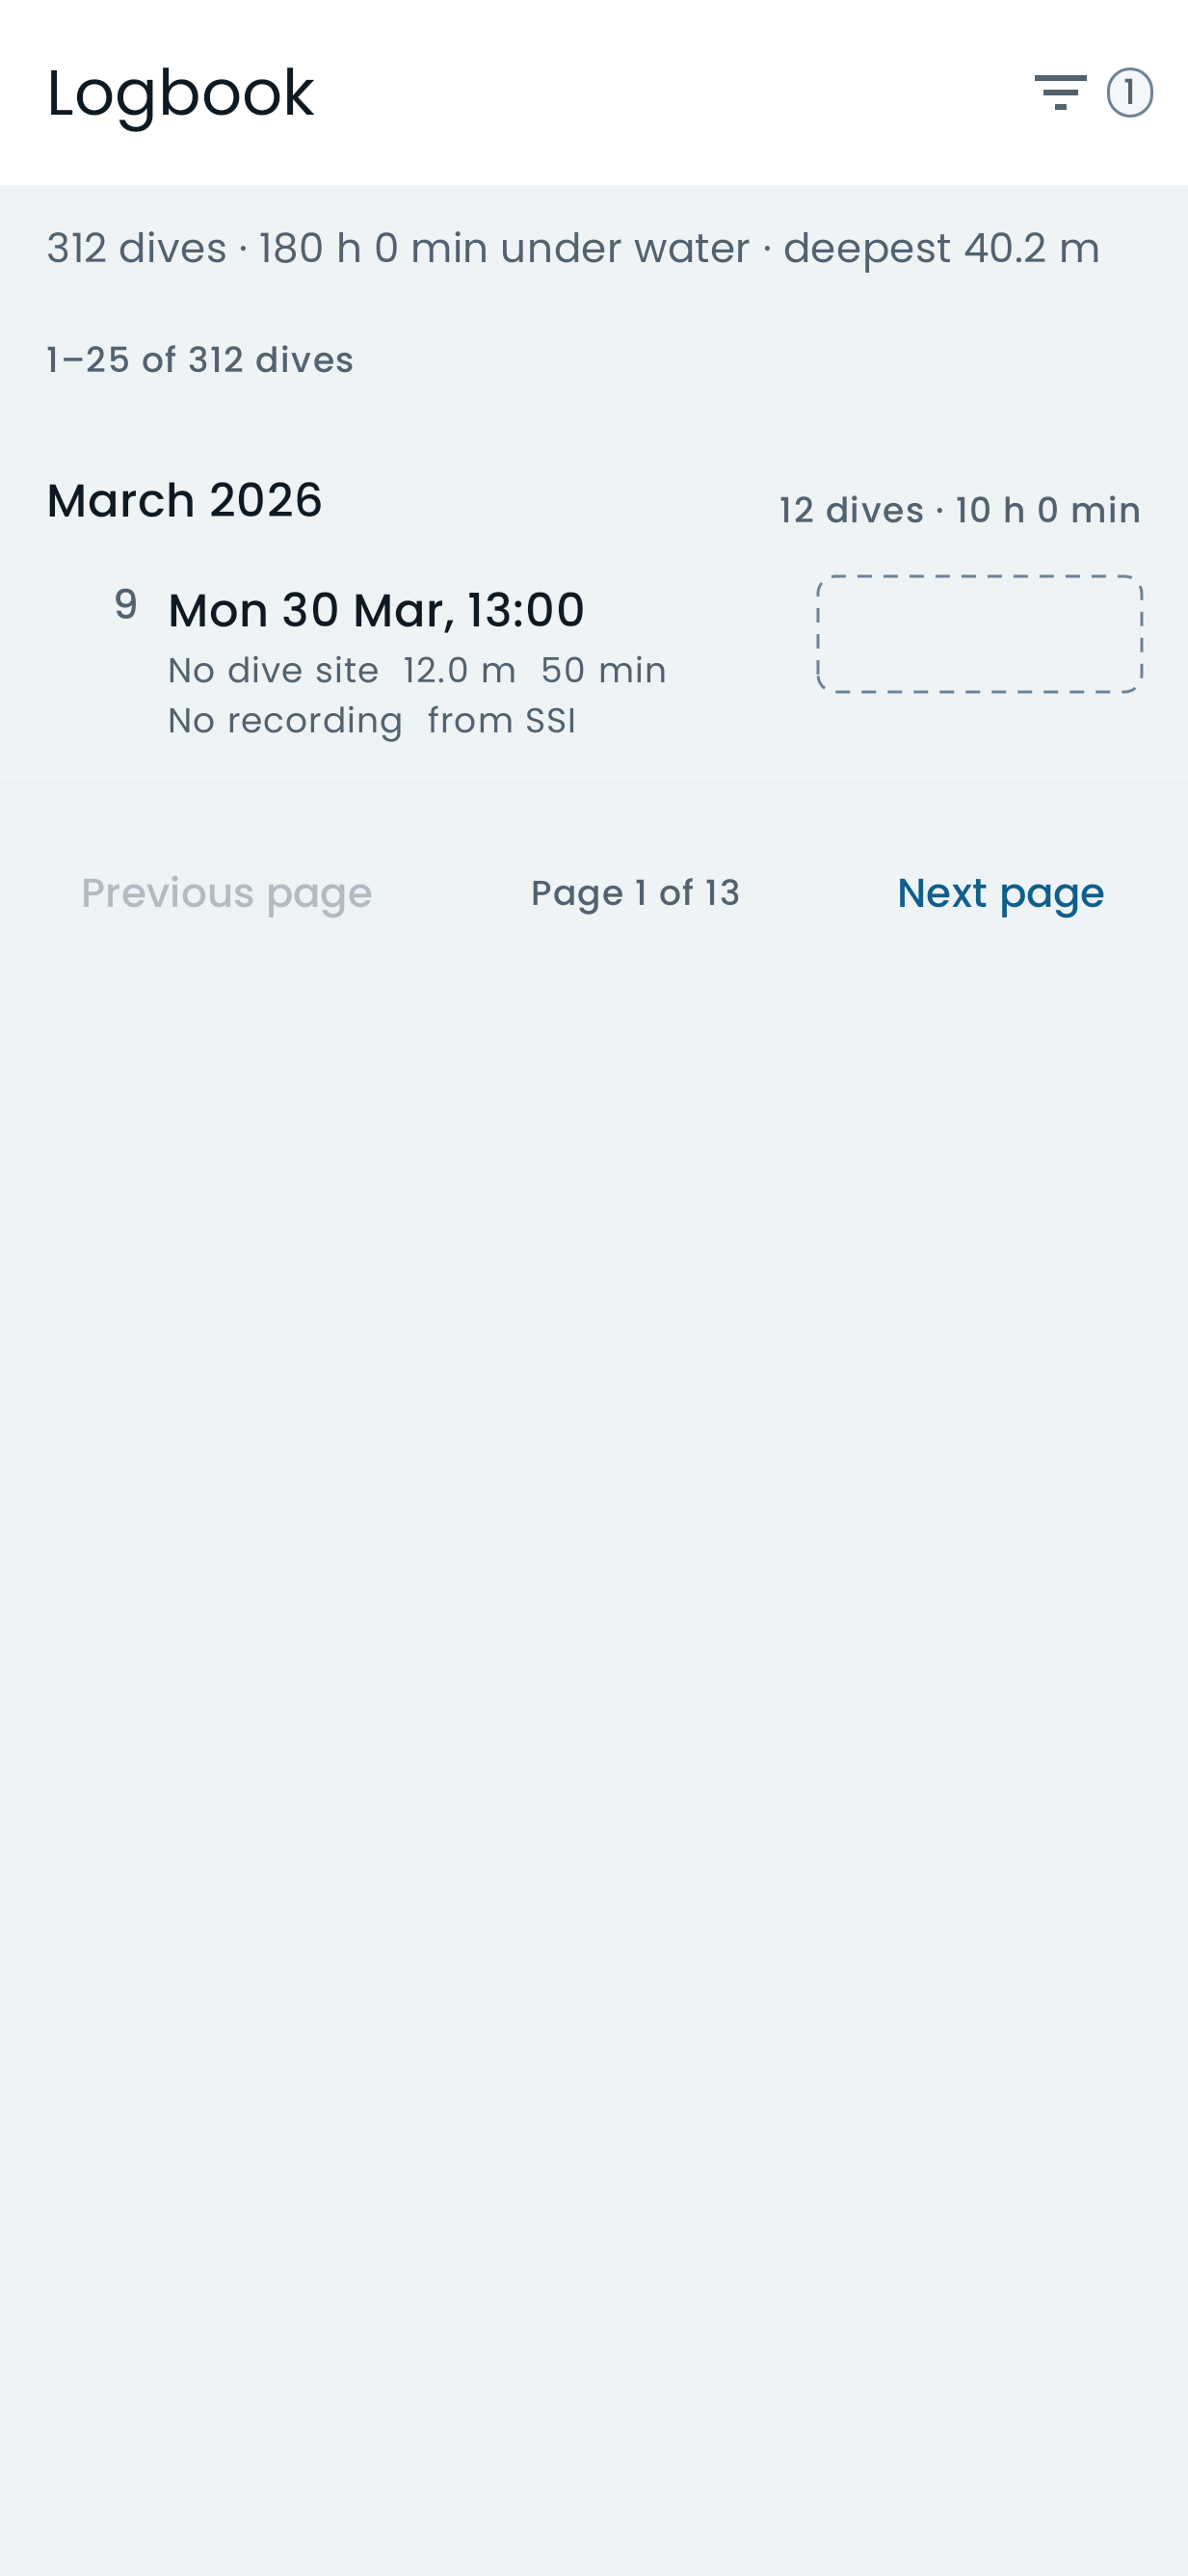 Logbook
1
312 dives · 180 h 0 min under water · deepest 40.2 m
1–25 of 312 dives
March 2026
12 dives · 10 h 0 min
9 Mon 30 Mar, 13:00
No dive site 12.0 m 50 min
No recording from SSI
Previous page Page 1 of 13 Next page